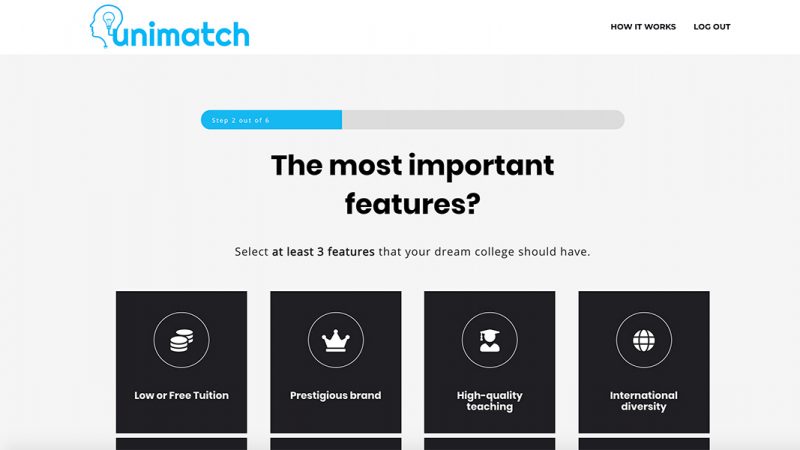 unimatch
HOW IT WORKS
LOG OUT
Step 2 out of 6
The most important
features?
Select at least 3 features that your dream college should have.
Low or Free Tuition
Prestigious brand
High-quality
teaching
International
diversity